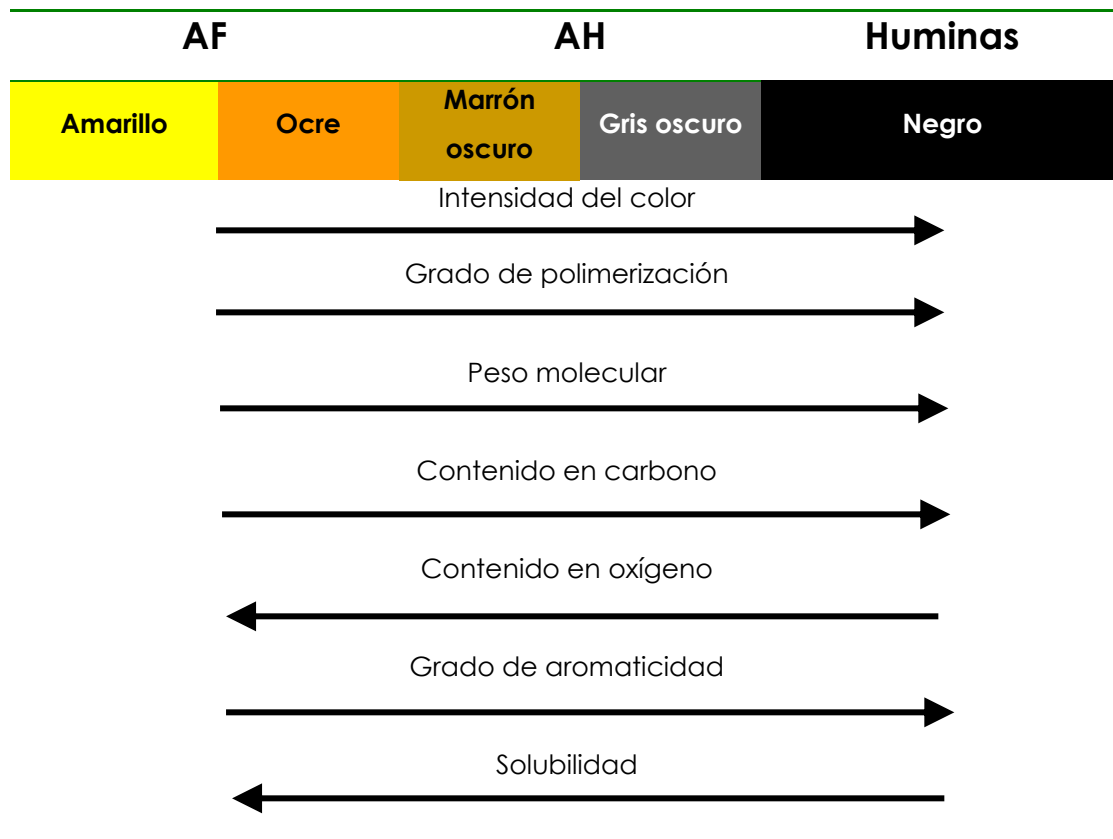 AF AH Huminas
Amarillo Ocre Marrón oscuro Gris oscuro Negro
Intensidad del color
Grado de polimerización
Peso molecular
Contenido en carbono
Contenido en oxígeno
Grado de aromaticidad
Solubilidad